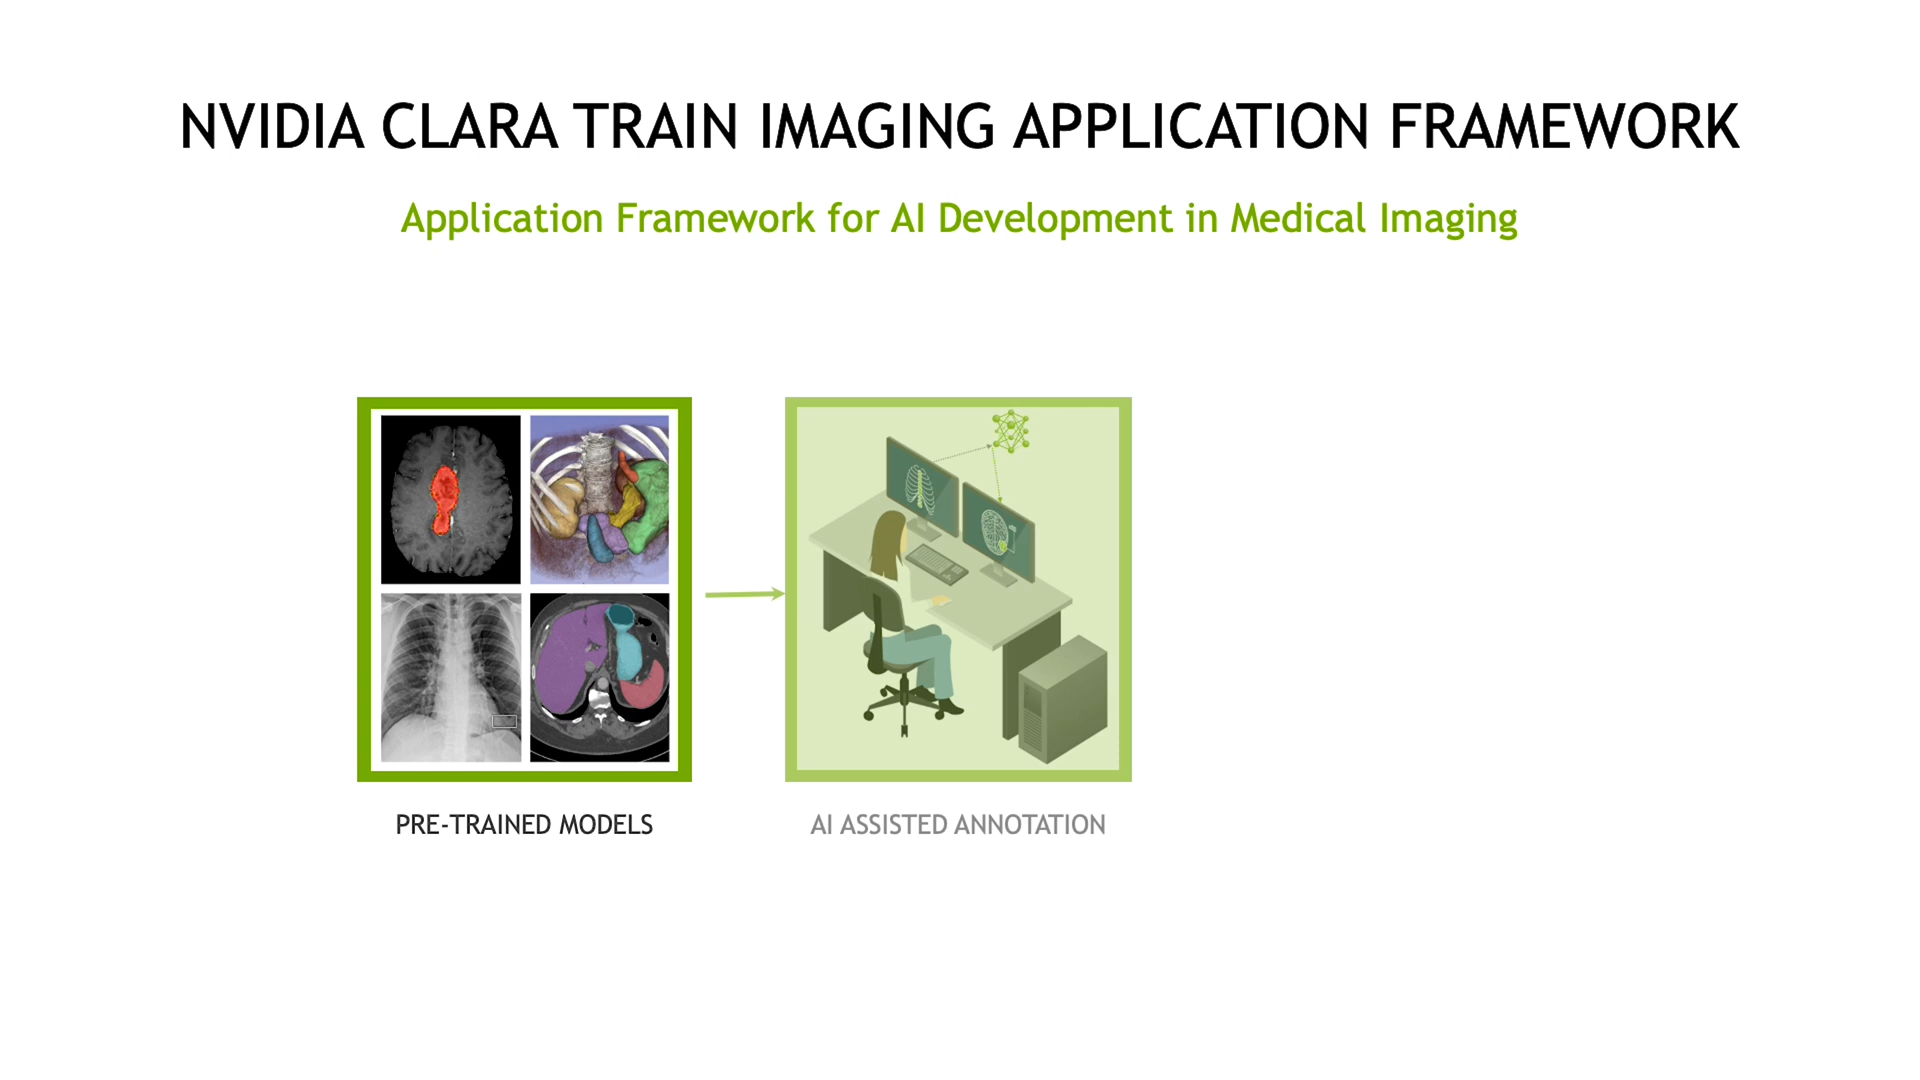 NVIDIA CLARA TRAIN IMAGING APPLICATION FRAMEWORK
Application Framework for AI Development in Medical Imaging
PRE-TRAINED MODELS
AI ASSISTED ANNOTATION